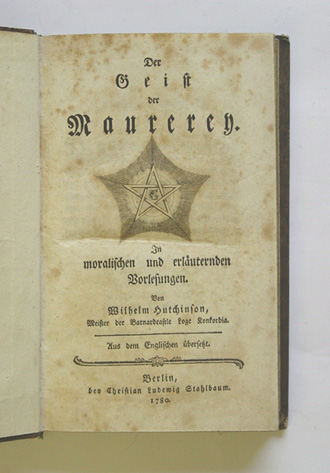 Der
Geist
der
Maurerey.
G
In
moralischen und erläuternden
Vorlesungen.
Von
Wilhelm Hutchinson,
Meister der Barnardcastle Loge Konkordia.
Aus dem Englischen übersetzt.
Berlin,
bey Christian Ludewig Stahlbaum.
1780.